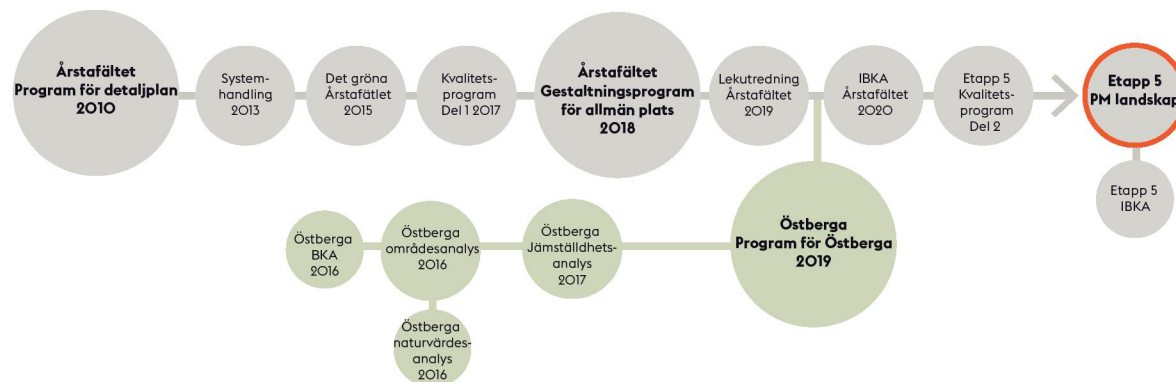 Årstafältet
Program för detaljplan
2010
System-
handling
2013
Det gröna
Årstafätlet
2015
Kvalitets-
program
Del 1 2017
Årstafältet
Gestaltningsprogram
för allmän plats
2018
Lekutredning
Årstafältet
2019
IBKA
Årstafältet
2020
Etapp 5
Kvalitets-
program
Del 2
Etapp 5
PM landskap
Etapp 5
IBKA
Östberga
BKA
2016
Östberga
områdesanalys
2016
Östberga
naturvärdes-
analys
2016
Östberga
Jämställdhets-
analys
2017
Östberga
Program för Östberga
2019